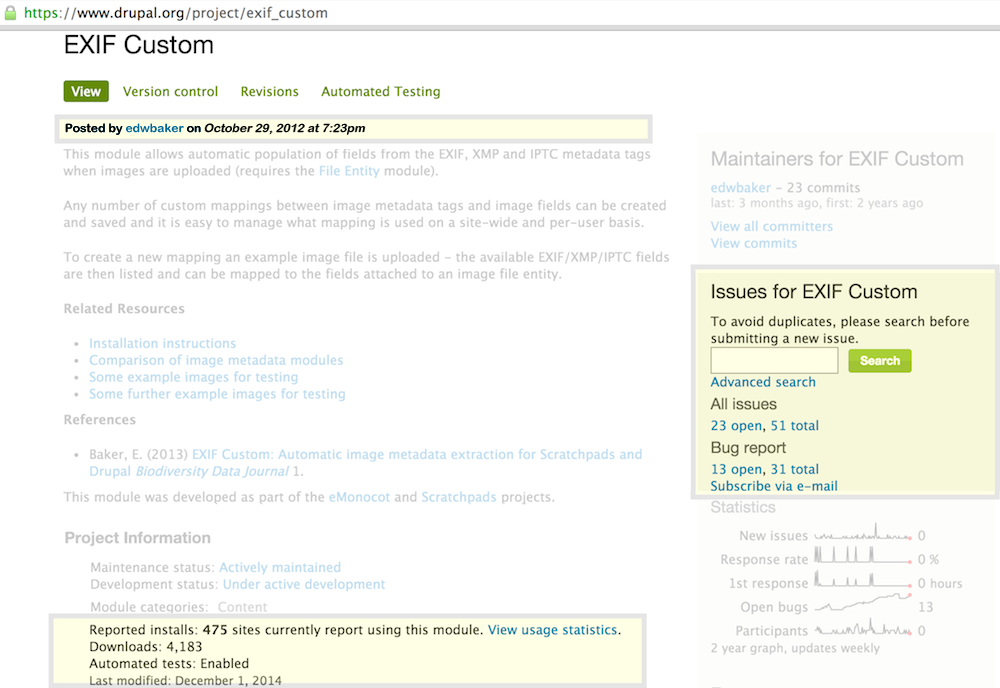 https://www.drupal.org/project/exif_custom
EXIF Custom
View Version control Revisions Automated Testing
Posted by edwbaker on October 29, 2012 at 7:23pm
This module allows automatic population of fields from the EXIF, XMP and IPTC metadata tags
when images are uploaded (requires the File Entity module).
Any number of custom mappings between image metadata tags and image fields can be created
and saved and it is easy to manage what mapping is used on a site-wide and per-user basis.
To create a new mapping an example image file is uploaded - the available EXIF/XMP/IPTC fields
are then listed and can be mapped to the fields attached to an image file entity.
Related Resources
• Installation instructions
• Comparison of image metadata modules
• Some example images for testing
• Some further example images for testing
References
• Baker, E. (2013) EXIF Custom: Automatic image metadata extraction for Scratchpads and
Drupal Biodiversity Data Journal 1.
This module was developed as part of the eMonocot and Scratchpads projects.
Project Information
Maintenance status: Actively maintained
Development status: Under active development
Module categories: Content
Reported installs: 475 sites currently report using this module. View usage statistics.
Downloads: 4,183
Automated tests: Enabled
Last modified: December 1, 2014
Maintainers for EXIF Custom
edwbaker - 23 commits
last: 3 months ago, first: 2 years ago
View all committers
View commits
Issues for EXIF Custom
To avoid duplicates, please search before
submitting a new issue.
Search
Advanced search
All issues
23 open, 51 total
Bug report
13 open, 31 total
Subscribe via e-mail
Statistics
New issues 0
Response rate 0 %
1st response 0 hours
Open bugs 13
Participants 0
2 year graph, updates weekly